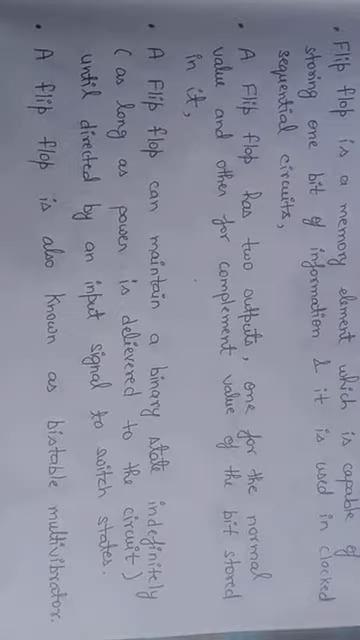 • Flip flop is a memory element which is capable of
storing one bit of information & it is used in clocked
sequential circuits,
• A Flip flop has two outputs, one for the normal
value and other for complement value of the bit stored
in it,
• A Flip flop can maintain a binary state indefinitely
(as long as power is delievered to the circuit)
until directed by an input signal to switch states.
• A flip flop is also known as bistable multivibrator.